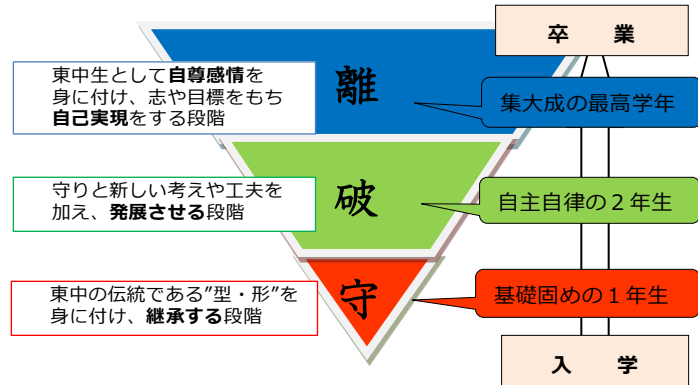 卒　業
離
東中生として自尊感情を
身に付け、志や目標をもち
自己実現をする段階
集大成の最高学年
破
守りと新しい考えや工夫を
加え、発展させる段階
自主自律の２年生
守
東中の伝統である”型・形”を
身に付け、継承する段階
基礎固めの１年生
入　学